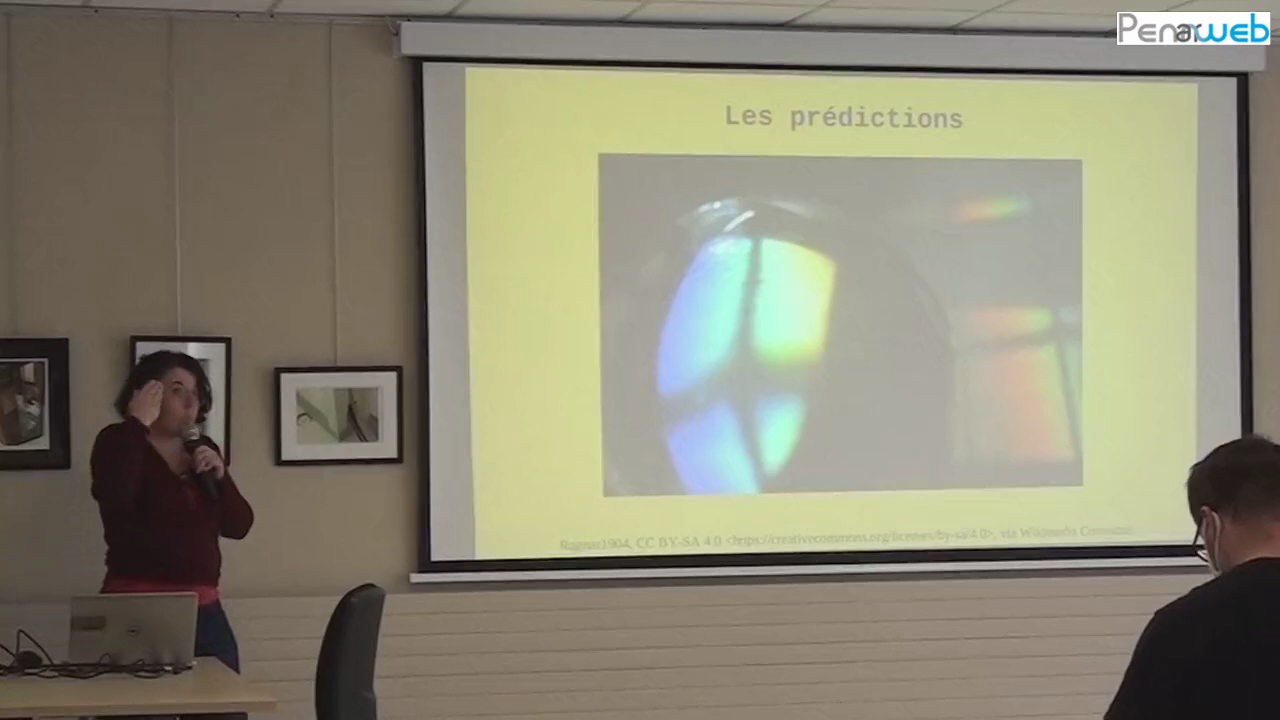 Penarweb
Les prédictions
Ragnar1904, CC BY-SA 4.0 <https://creativecommons.org/licenses/by-sa/4.0>, via Wikimedia Commons